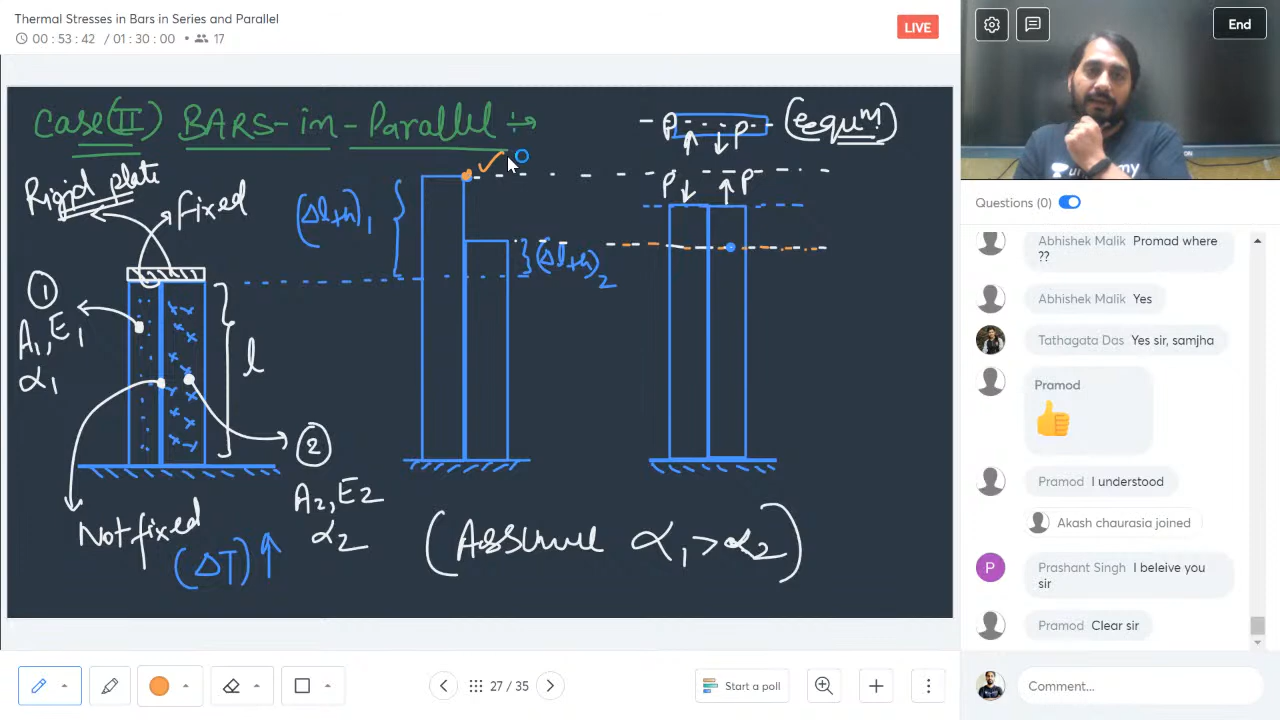 Thermal Stresses in Bars in Series and Parallel
00 : 53 : 42 / 01 : 30 : 00 • 17
LIVE
End
Case(II) BARS-in-Parallel :→
P P (equm.)
Rigid plate
fixed
(Δlth)1
P P
(Δlth)2
1
A1, E1
α1
l
2
A2, E2
α2
Not fixed
(ΔT)↑
(Assume α1>α2)
Questions (0)
Abhishek Malik Promad where
??
Abhishek Malik Yes
Tathagata Das Yes sir, samjha
Pramod
👍
Pramod I understood
Akash chaurasia joined
P
Prashant Singh I beleive you
sir
Pramod Clear sir
27 / 35
Start a poll
Comment...